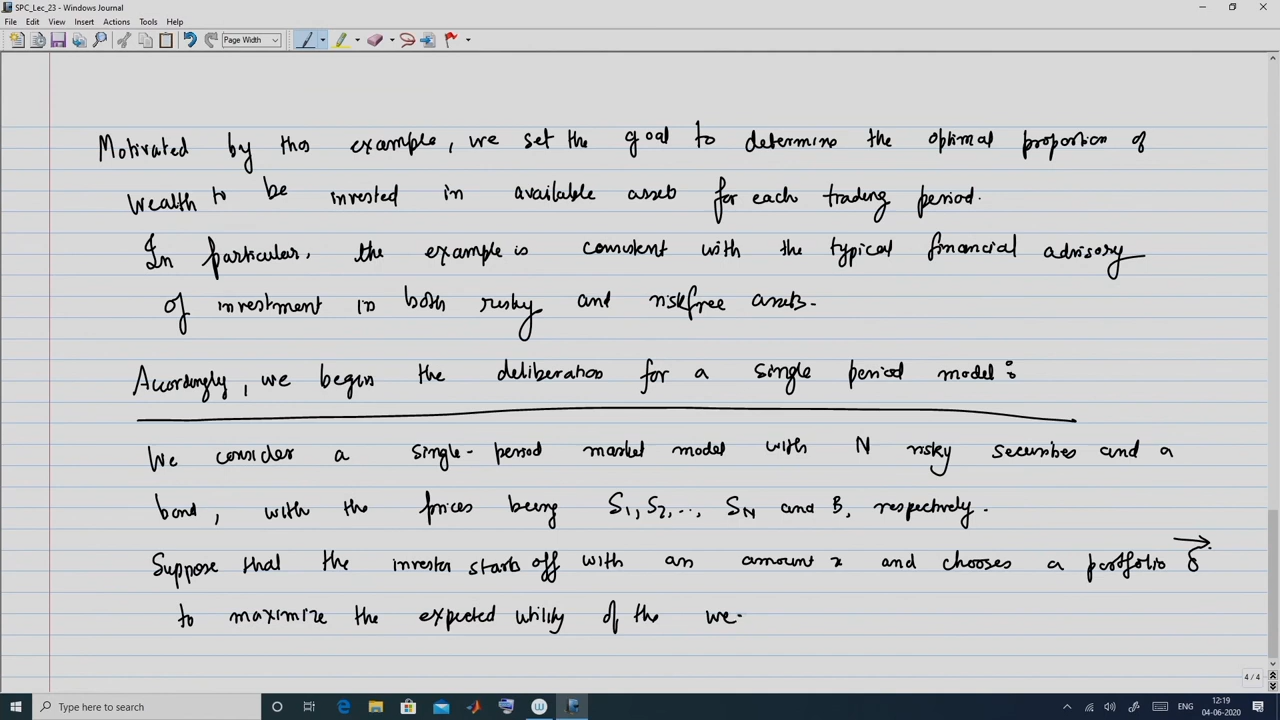 SPC_Lec_23 - Windows Journal
File Edit View Insert Actions Tools Help
Page Width
Motivated by this example, we set the goal to determine the optimal proportion of
wealth to be invested in available assets for each trading period.
In particular, the example is consistent with the typical financial advisory
of investment in both risky and riskfree assets.
Accordingly, we begin the deliberation for a single period model:
We consider a single-period market model with N risky securities and a
bond, with the prices being S₁, S₂, ..., S_N and B, respectively.
Suppose that the investor starts off with an amount x and chooses a portfolio δ⃗
to maximize the expected utility of the we-
4/4
Type here to search
ENG
12:19
04-06-2020